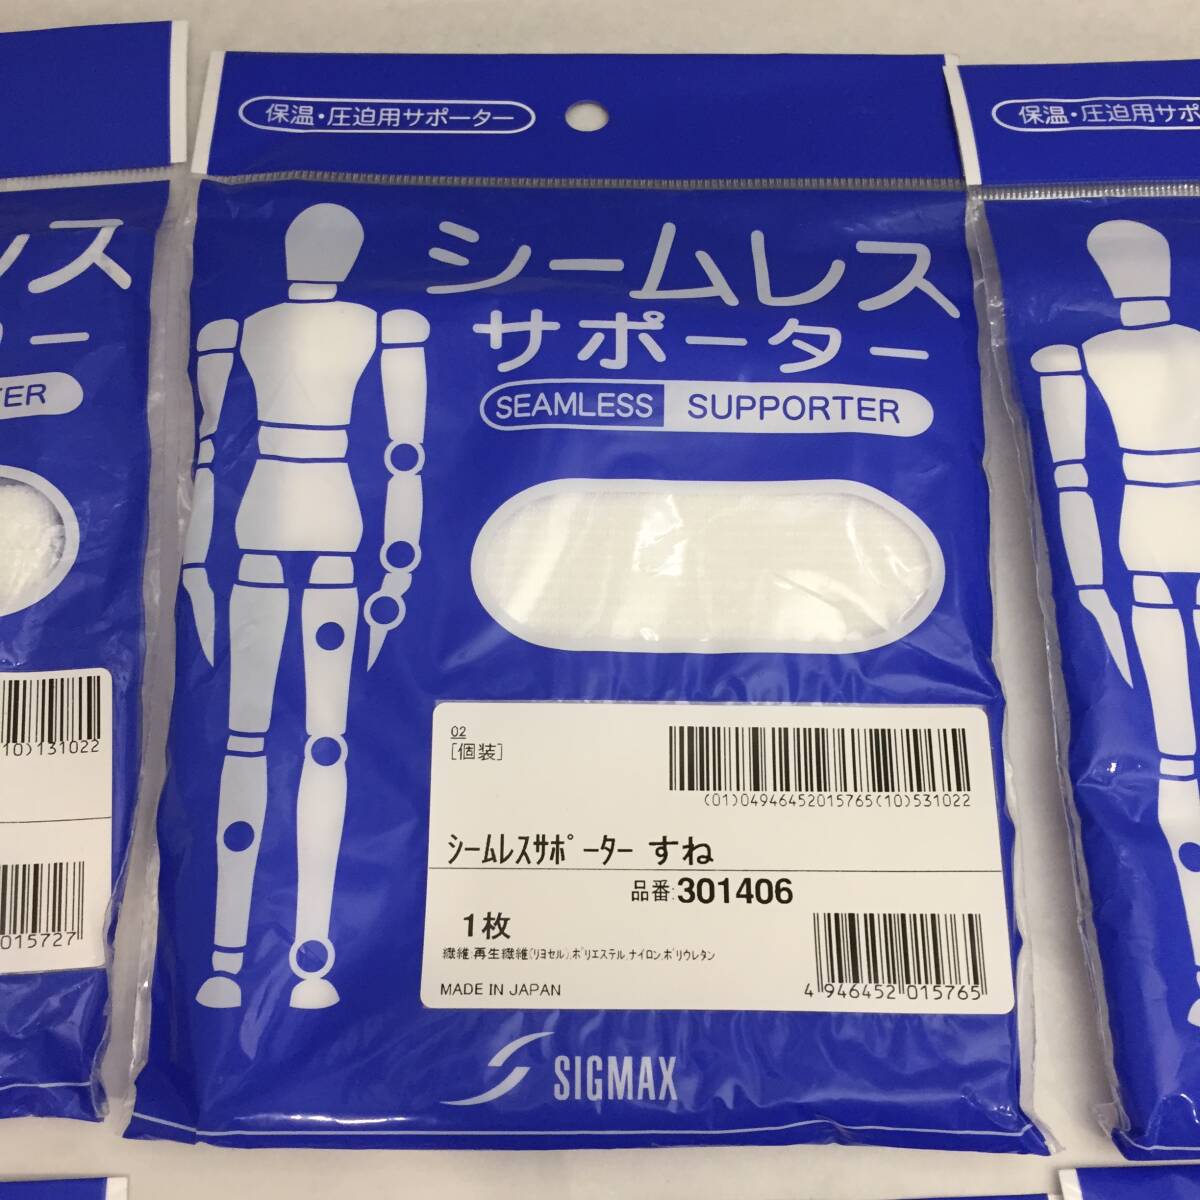 保温・圧迫用サポーター
シームレス
サポーター
SEAMLESS SUPPORTER
02
[個装]
(01)04946452015765(10)531022
シームレスサポーター すね
品番:301406
1枚
繊維:再生繊維(リヨセル),ポリエステル,ナイロン,ポリウレタン
MADE IN JAPAN
4 946452 015765
SIGMAX
レス
ター
TER
10)131022
015727
保温・圧迫用サポ